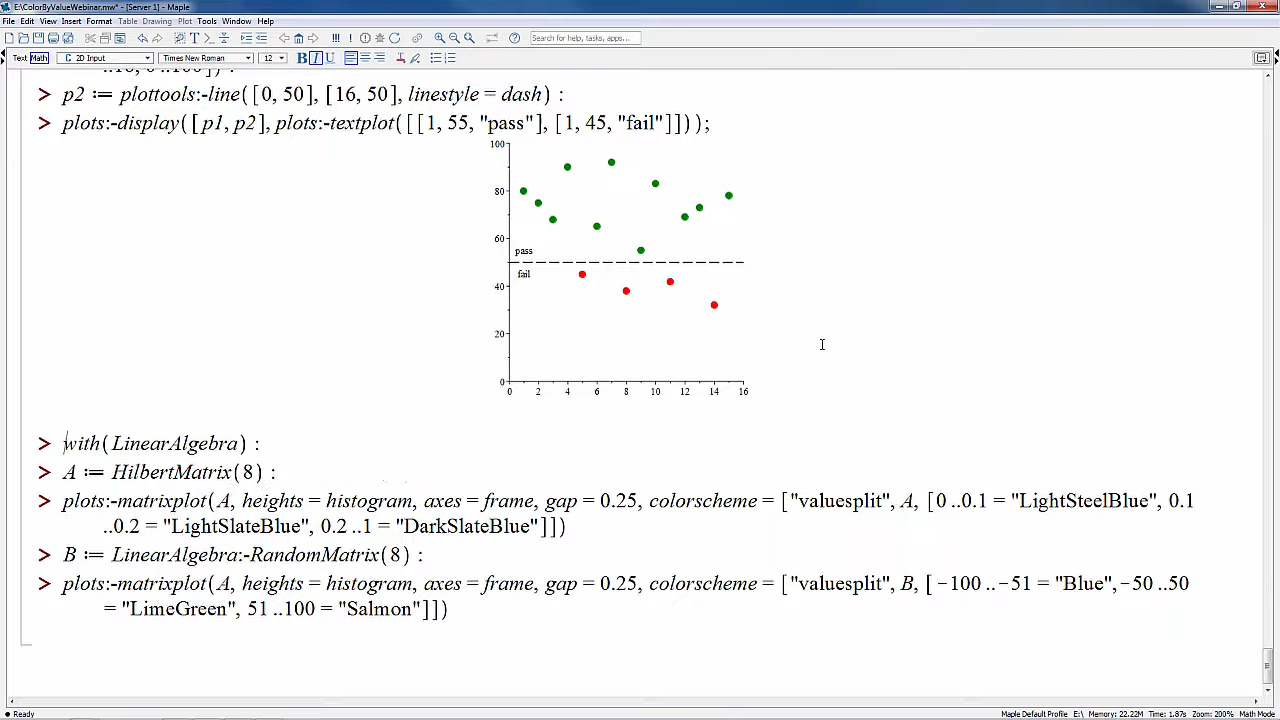 E:\ColorByValueWebinar.mw* - [Server 1] - Maple
File Edit View Insert Format Table Drawing Plot Tools Window Help
Search for help, tasks, apps...
Text Math 2D Input Times New Roman 12 B I U
> p2 := plottools:-line([0, 50], [16, 50], linestyle = dash) :
> plots:-display([p1, p2], plots:-textplot([[1, 55, "pass"], [1, 45, "fail"]]));
100
80
60
pass
fail
40
20
0
0 2 4 6 8 10 12 14 16
> with(LinearAlgebra) :
> A := HilbertMatrix(8) :
> plots:-matrixplot(A, heights = histogram, axes = frame, gap = 0.25, colorscheme = ["valuesplit", A, [0 ..0.1 = "LightSteelBlue", 0.1
..0.2 = "LightSlateBlue", 0.2 ..1 = "DarkSlateBlue"]])
> B := LinearAlgebra:-RandomMatrix(8) :
> plots:-matrixplot(A, heights = histogram, axes = frame, gap = 0.25, colorscheme = ["valuesplit", B, [-100 ..-51 = "Blue",-50 ..50
= "LimeGreen", 51 ..100 = "Salmon"]])
Ready
Maple Default Profile E:\ Memory: 22.22M Time: 1.87s Zoom: 200% Math Mode